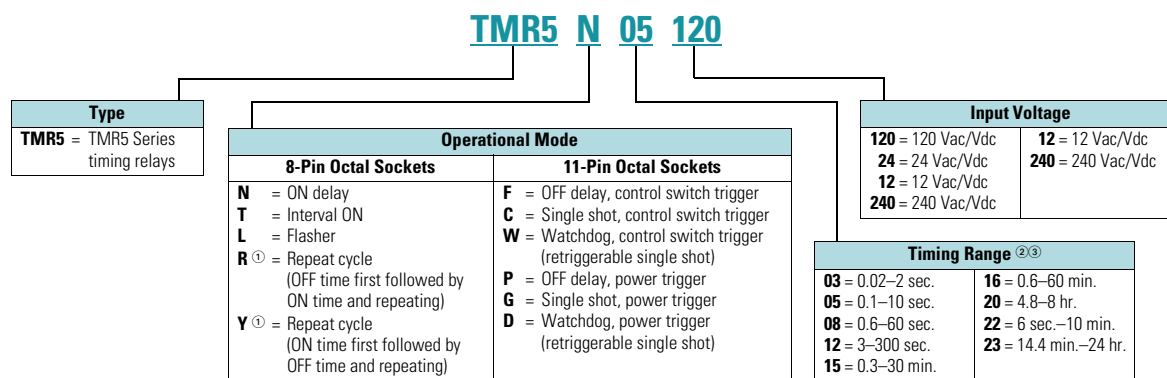 TMR5 N 05 120
Type
TMR5 = TMR5 Series
timing relays
Operational Mode
8-Pin Octal Sockets
N = ON delay
T = Interval ON
L = Flasher
R ① = Repeat cycle
(OFF time first followed by
ON time and repeating)
Y ① = Repeat cycle
(ON time first followed by
OFF time and repeating)
11-Pin Octal Sockets
F = OFF delay, control switch trigger
C = Single shot, control switch trigger
W = Watchdog, control switch trigger
(retriggerable single shot)
P = OFF delay, power trigger
G = Single shot, power trigger
D = Watchdog, power trigger
(retriggerable single shot)
Input Voltage
120 = 120 Vac/Vdc
24 = 24 Vac/Vdc
12 = 12 Vac/Vdc
240 = 240 Vac/Vdc
12 = 12 Vac/Vdc
240 = 240 Vac/Vdc
Timing Range ②③
03 = 0.02–2 sec.
05 = 0.1–10 sec.
08 = 0.6–60 sec.
12 = 3–300 sec.
15 = 0.3–30 min.
16 = 0.6–60 min.
20 = 4.8–8 hr.
22 = 6 sec.–10 min.
23 = 14.4 min.–24 hr.